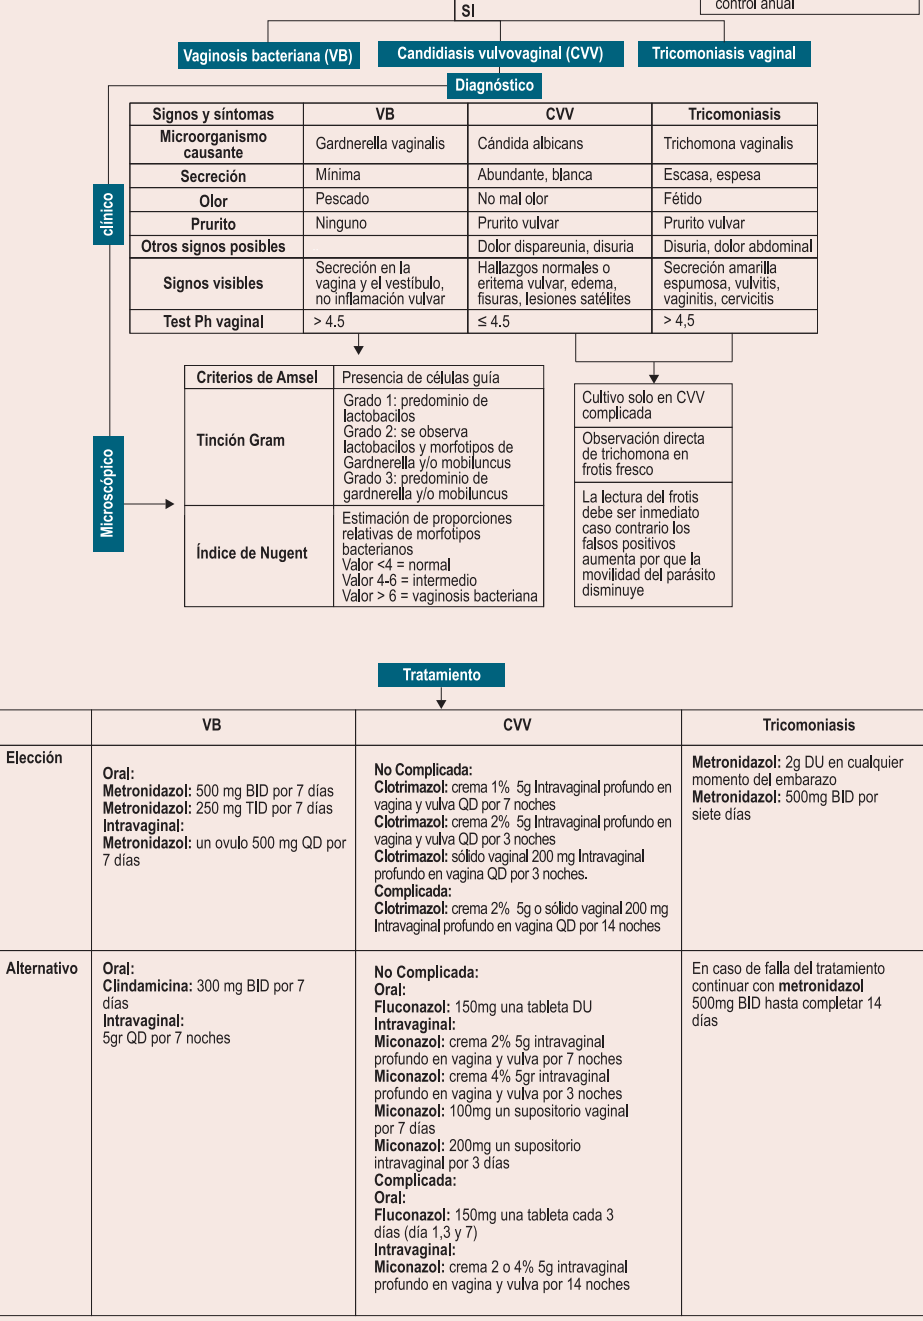 control anual
SI
Vaginosis bacteriana (VB)
Candidiasis vulvovaginal (CVV)
Tricomoniasis vaginal
Diagnóstico
clínico
Signos y síntomas
VB
CVV
Tricomoniasis
Microorganismo
causante
Gardnerella vaginalis
Cándida albicans
Trichomona vaginalis
Secreción
Mínima
Abundante, blanca
Escasa, espesa
Olor
Pescado
No mal olor
Fétido
Prurito
Ninguno
Prurito vulvar
Prurito vulvar
Otros signos posibles
Dolor dispareunia, disuria
Disuria, dolor abdominal
Signos visibles
Secreción en la
vagina y el vestíbulo,
no inflamación vulvar
Hallazgos normales o
eritema vulvar, edema,
fisuras, lesiones satélites
Secreción amarilla
espumosa, vulvitis,
vaginitis, cervicitis
Test Ph vaginal
> 4.5
≤ 4.5
> 4,5
Microscópico
Criterios de Amsel
Presencia de células guía
Tinción Gram
Grado 1: predominio de
lactobacilos
Grado 2: se observa
lactobacilos y morfotipos de
Gardnerella y/o mobiluncus
Grado 3: predominio de
gardnerella y/o mobiluncus
Índice de Nugent
Estimación de proporciones
relativas de morfotipos
bacterianos
Valor <4 = normal
Valor 4-6 = intermedio
Valor > 6 = vaginosis bacteriana
Cultivo solo en CVV
complicada
Observación directa
de trichomona en
frotis fresco
La lectura del frotis
debe ser inmediato
caso contrario los
falsos positivos
aumenta por que la
movilidad del parásito
disminuye
Tratamiento
VB
CVV
Tricomoniasis
Elección
Oral:
Metronidazol: 500 mg BID por 7 días
Metronidazol: 250 mg TID por 7 días
Intravaginal:
Metronidazol: un ovulo 500 mg QD por
7 días
No Complicada:
Clotrimazol: crema 1% 5g Intravaginal profundo en
vagina y vulva QD por 7 noches
Clotrimazol: crema 2% 5g Intravaginal profundo en
vagina y vulva QD por 3 noches
Clotrimazol: sólido vaginal 200 mg Intravaginal
profundo en vagina QD por 3 noches.
Complicada:
Clotrimazol: crema 2% 5g o sólido vaginal 200 mg
Intravaginal profundo en vagina QD por 14 noches
Metronidazol: 2g DU en cualquier
momento del embarazo
Metronidazol: 500mg BID por
siete días
Alternativo
Oral:
Clindamicina: 300 mg BID por 7
días
Intravaginal:
5gr QD por 7 noches
No Complicada:
Oral:
Fluconazol: 150mg una tableta DU
Intravaginal:
Miconazol: crema 2% 5g intravaginal
profundo en vagina y vulva por 7 noches
Miconazol: crema 4% 5gr intravaginal
profundo en vagina y vulva por 3 noches
Miconazol: 100mg un supositorio vaginal
por 7 días
Miconazol: 200mg un supositorio
intravaginal por 3 días
Complicada:
Oral:
Fluconazol: 150mg una tableta cada 3
días (día 1,3 y 7)
Intravaginal:
Miconazol: crema 2 o 4% 5g intravaginal
profundo en vagina y vulva por 14 noches
En caso de falla del tratamiento
continuar con metronidazol
500mg BID hasta completar 14
días